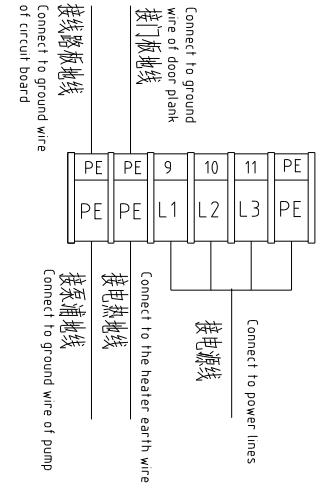 接线路板地线
Connect to ground wire
of circuit board
接门板地线
Connect to ground
wire of door plank
PE PE 9 10 11 PE
PE PE L1 L2 L3 PE
接泵浦地线
Connect to ground wire of pump
接电热地线
Connect to the heater earth wire
接电源线
Connect to power lines